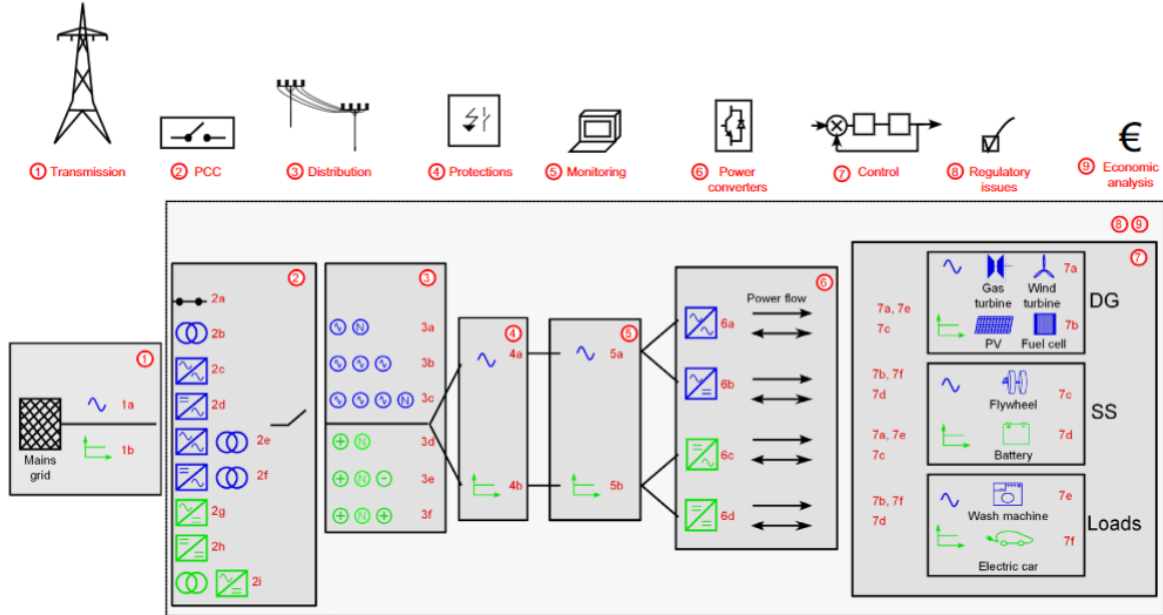 ① Transmission
② PCC
③ Distribution
④ Protections
⑤ Monitoring
⑥ Power
converters
⑦ Control
⑧ Regulatory
issues
€
⑨ Economic
analysis
⑧ ⑨
①
1a
1b
Mains
grid
②
2a
2b
2c
2d
2e
2f
2g
2h
2i
③
N 3a
3b
N 3c
+ N 3d
+ N - 3e
+ N + 3f
④
4a
4b
⑤
5a
5b
⑥
Power flow
6a
6b
6c
6d
⑦
7a, 7e
7c
7b, 7f
7d
7a, 7e
7c
7b, 7f
7d
7a
Gas
turbine
Wind
turbine
7b
PV
Fuel cell
DG
7c
Flywheel
7d
Battery
SS
7e
Wash machine
7f
Electric car
Loads